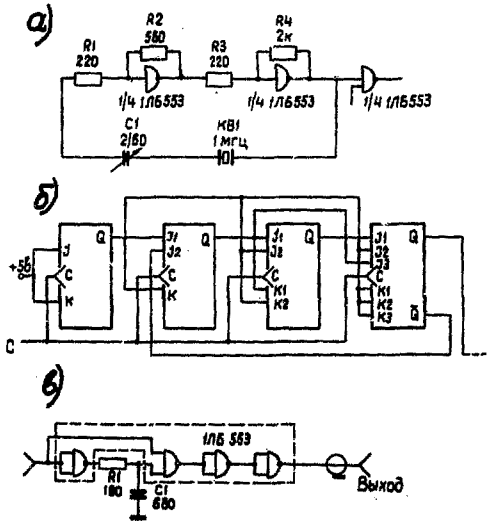 а)
R1 220 R2 560 R3 220 R4 2к
1/4 1ЛБ553 1/4 1ЛБ553 1/4 1ЛБ553
C1 2/60 КВ1 1 мгц
б)
+5в J Q J1 Q J1 Q J1 Q
J2 J2 J2
J3
C C C C
K K K1 K1
K2 K2
K3 Q̅
C
в)
1ЛБ 553
R1 180 C1 680
Выход